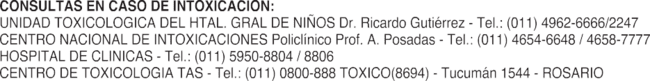 CONSULTAS EN CASO DE INTOXICACION:
UNIDAD TOXICOLOGICA DEL HTAL. GRAL DE NIÑOS Dr. Ricardo Gutiérrez - Tel.: (011) 4962-6666/2247
CENTRO NACIONAL DE INTOXICACIONES Policlínico Prof. A. Posadas - Tel.: (011) 4654-6648 / 4658-7777
HOSPITAL DE CLINICAS - Tel.: (011) 5950-8804 / 8806
CENTRO DE TOXICOLOGIA TAS - Tel.: (011) 0800-888 TOXICO(8694) - Tucumán 1544 - ROSARIO